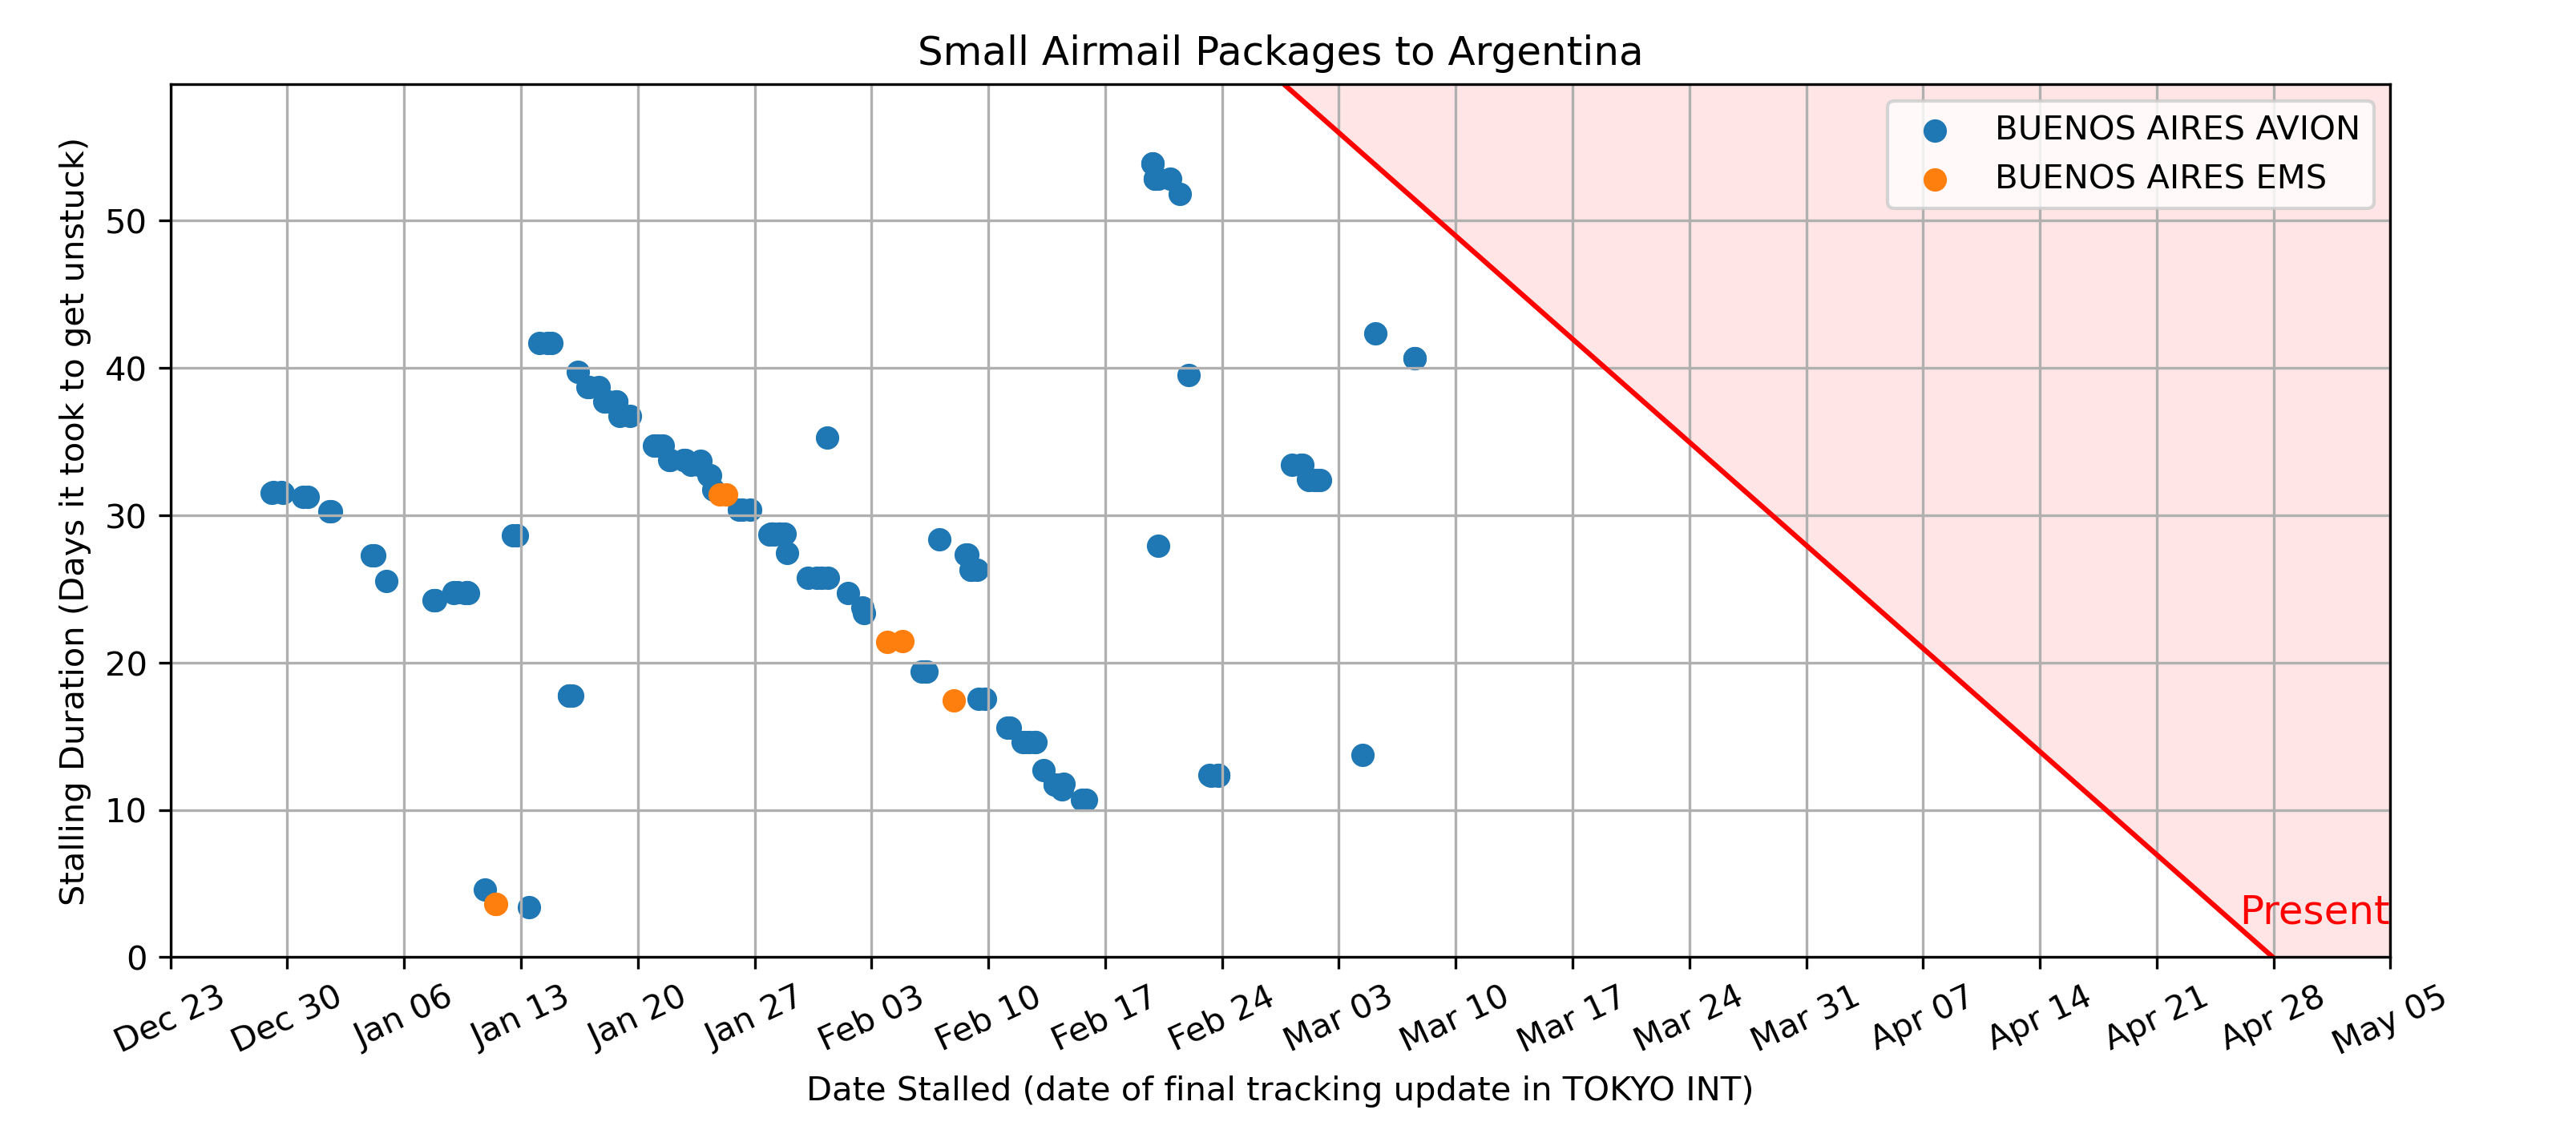 Small Airmail Packages to Argentina
BUENOS AIRES AVION
BUENOS AIRES EMS
Stalling Duration (Days it took to get unstuck)
50
40
30
20
10
0
Present
Dec 23
Dec 30
Jan 06
Jan 13
Jan 20
Jan 27
Feb 03
Feb 10
Feb 17
Feb 24
Mar 03
Mar 10
Mar 17
Mar 24
Mar 31
Apr 07
Apr 14
Apr 21
Apr 28
May 05
Date Stalled (date of final tracking update in TOKYO INT)